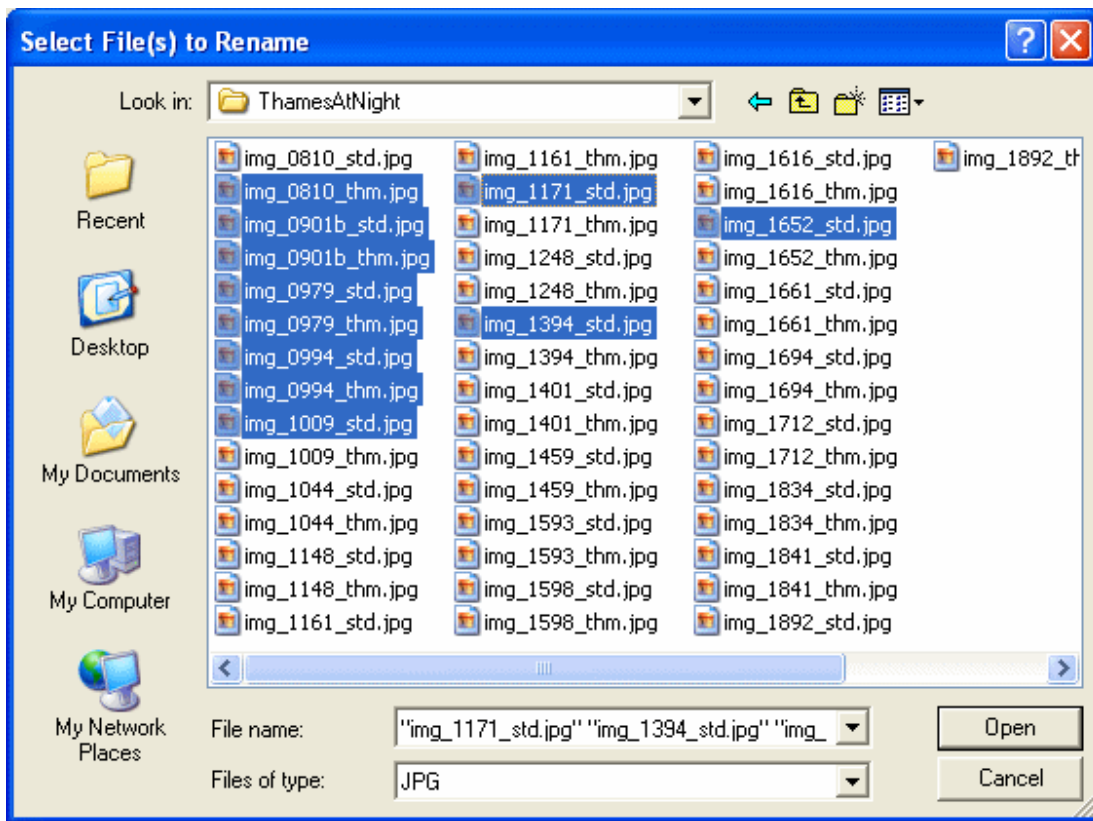 Select File(s) to Rename
Look in:
ThamesAtNight
Recent
Desktop
My Documents
My Computer
My Network
Places
img_0810_std.jpg
img_0810_thm.jpg
img_0901b_std.jpg
img_0901b_thm.jpg
img_0979_std.jpg
img_0979_thm.jpg
img_0994_std.jpg
img_0994_thm.jpg
img_1009_std.jpg
img_1009_thm.jpg
img_1044_std.jpg
img_1044_thm.jpg
img_1148_std.jpg
img_1148_thm.jpg
img_1161_std.jpg
img_1161_thm.jpg
img_1171_std.jpg
img_1171_thm.jpg
img_1248_std.jpg
img_1248_thm.jpg
img_1394_std.jpg
img_1394_thm.jpg
img_1401_std.jpg
img_1401_thm.jpg
img_1459_std.jpg
img_1459_thm.jpg
img_1593_std.jpg
img_1593_thm.jpg
img_1598_std.jpg
img_1598_thm.jpg
img_1616_std.jpg
img_1616_thm.jpg
img_1652_std.jpg
img_1652_thm.jpg
img_1661_std.jpg
img_1661_thm.jpg
img_1694_std.jpg
img_1694_thm.jpg
img_1712_std.jpg
img_1712_thm.jpg
img_1834_std.jpg
img_1834_thm.jpg
img_1841_std.jpg
img_1841_thm.jpg
img_1892_std.jpg
img_1892_th
File name:
"img_1171_std.jpg" "img_1394_std.jpg" "img_
Open
Files of type:
JPG
Cancel